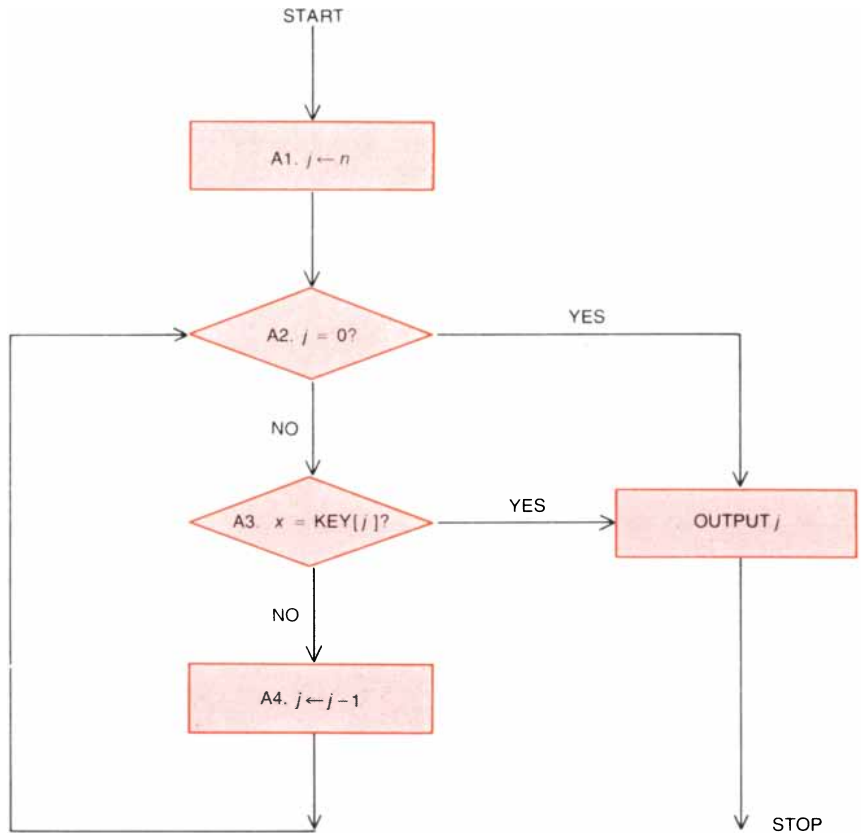 START
A1. j ← n
A2. j = 0?
YES
NO
A3. x = KEY[j]?
YES
OUTPUT j
NO
A4. j ← j − 1
STOP